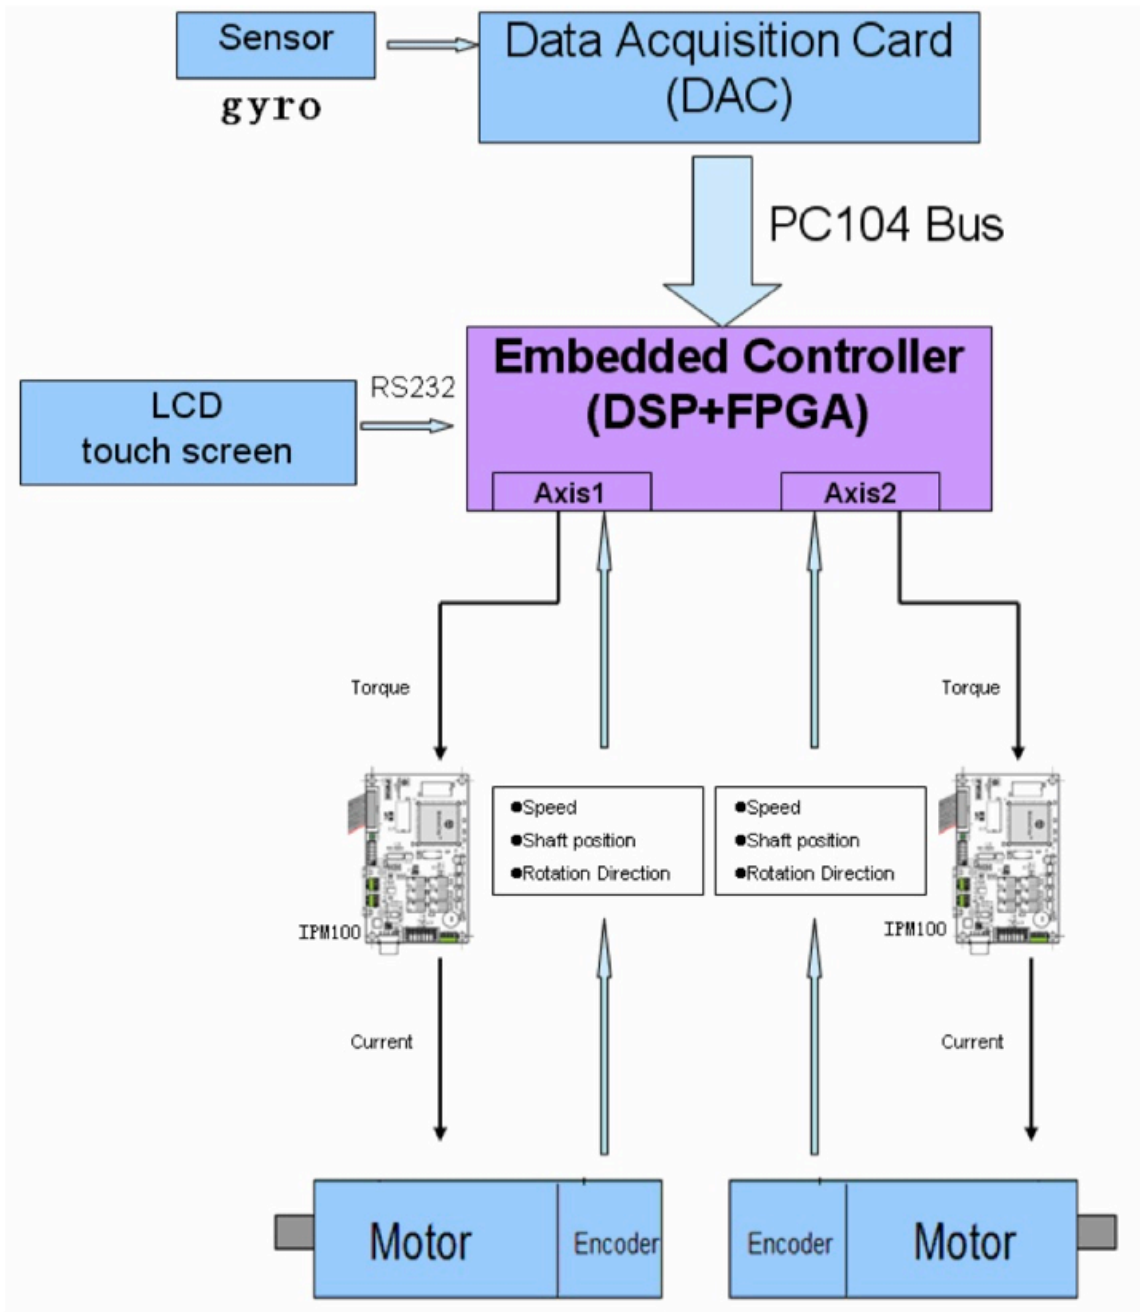 Sensor
gyro
Data Acquisition Card
(DAC)
PC104 Bus
Embedded Controller
(DSP+FPGA)
LCD
touch screen
RS232
Axis1
Axis2
Torque
Torque
●Speed
●Shaft position
●Rotation Direction
●Speed
●Shaft position
●Rotation Direction
IPM100
IPM100
Current
Current
Motor
Encoder
Encoder
Motor